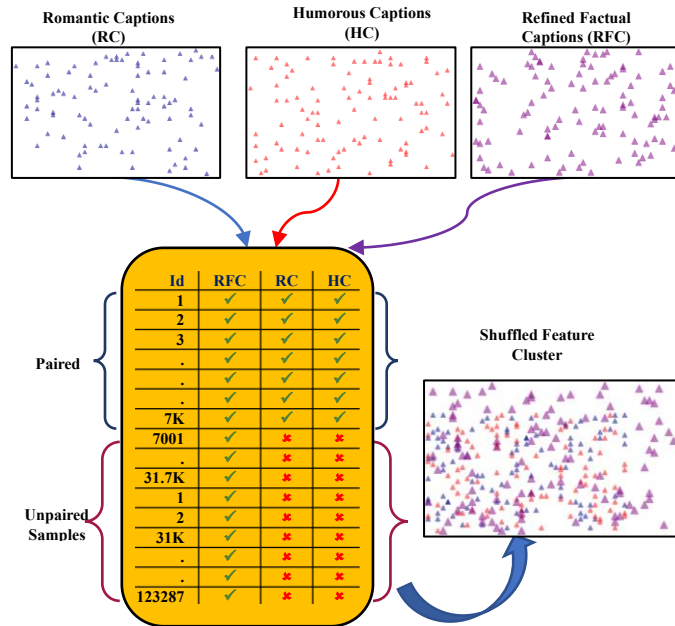 Romantic Captions
(RC)
Humorous Captions
(HC)
Refined Factual
Captions (RFC)
Id RFC RC HC
1 ✓ ✓ ✓
2 ✓ ✓ ✓
3 ✓ ✓ ✓
. ✓ ✓ ✓
. ✓ ✓ ✓
. ✓ ✓ ✓
7K ✓ ✓ ✓
7001 ✓ ✖ ✖
. ✓ ✖ ✖
31.7K ✓ ✖ ✖
1 ✓ ✖ ✖
2 ✓ ✖ ✖
31K ✓ ✖ ✖
. ✓ ✖ ✖
. ✓ ✖ ✖
123287 ✓ ✖ ✖
Paired
Unpaired
Samples
Shuffled Feature
Cluster